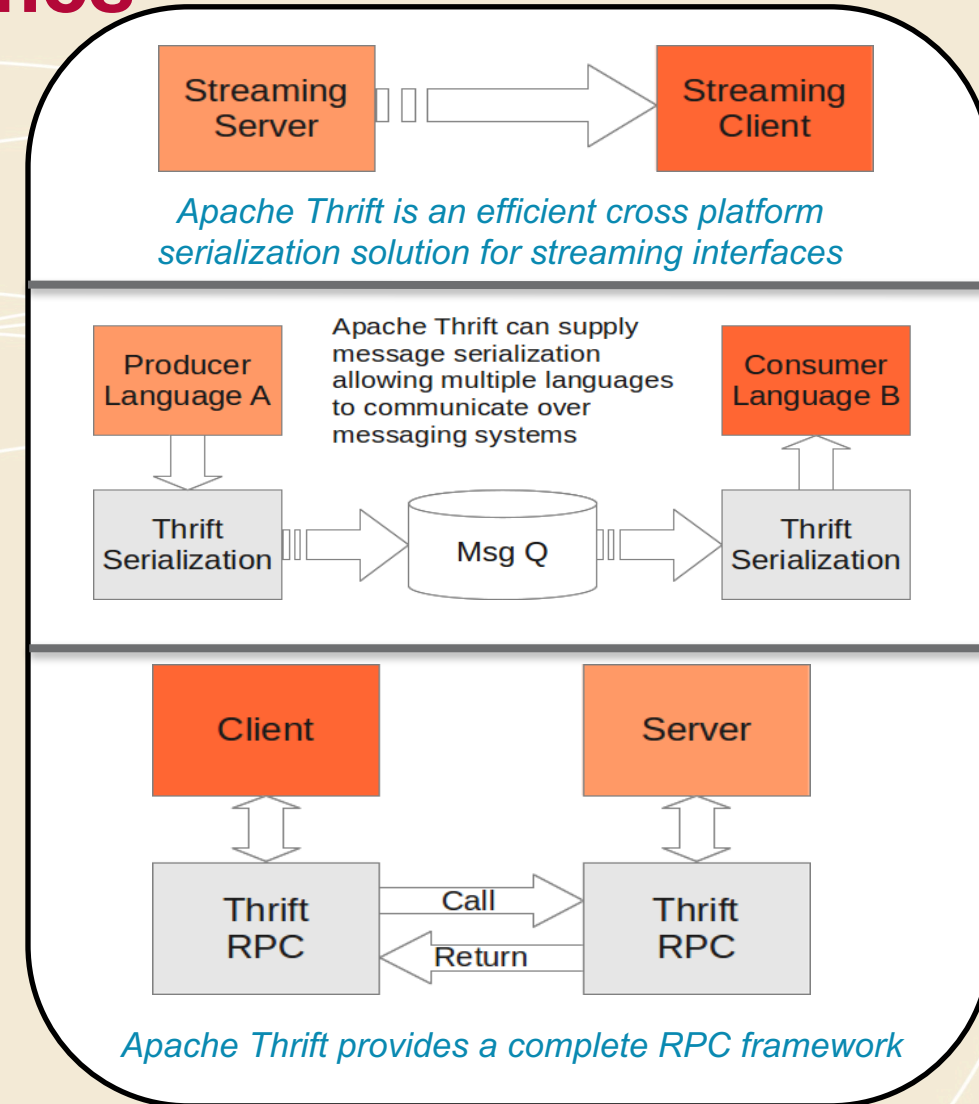 Streaming
Server
Streaming
Client
Apache Thrift is an efficient cross platform
serialization solution for streaming interfaces
Producer
Language A
Apache Thrift can supply
message serialization
allowing multiple languages
to communicate over
messaging systems
Consumer
Language B
Thrift
Serialization
Msg Q
Thrift
Serialization
Client
Server
Thrift
RPC
Call
Return
Thrift
RPC
Apache Thrift provides a complete RPC framework